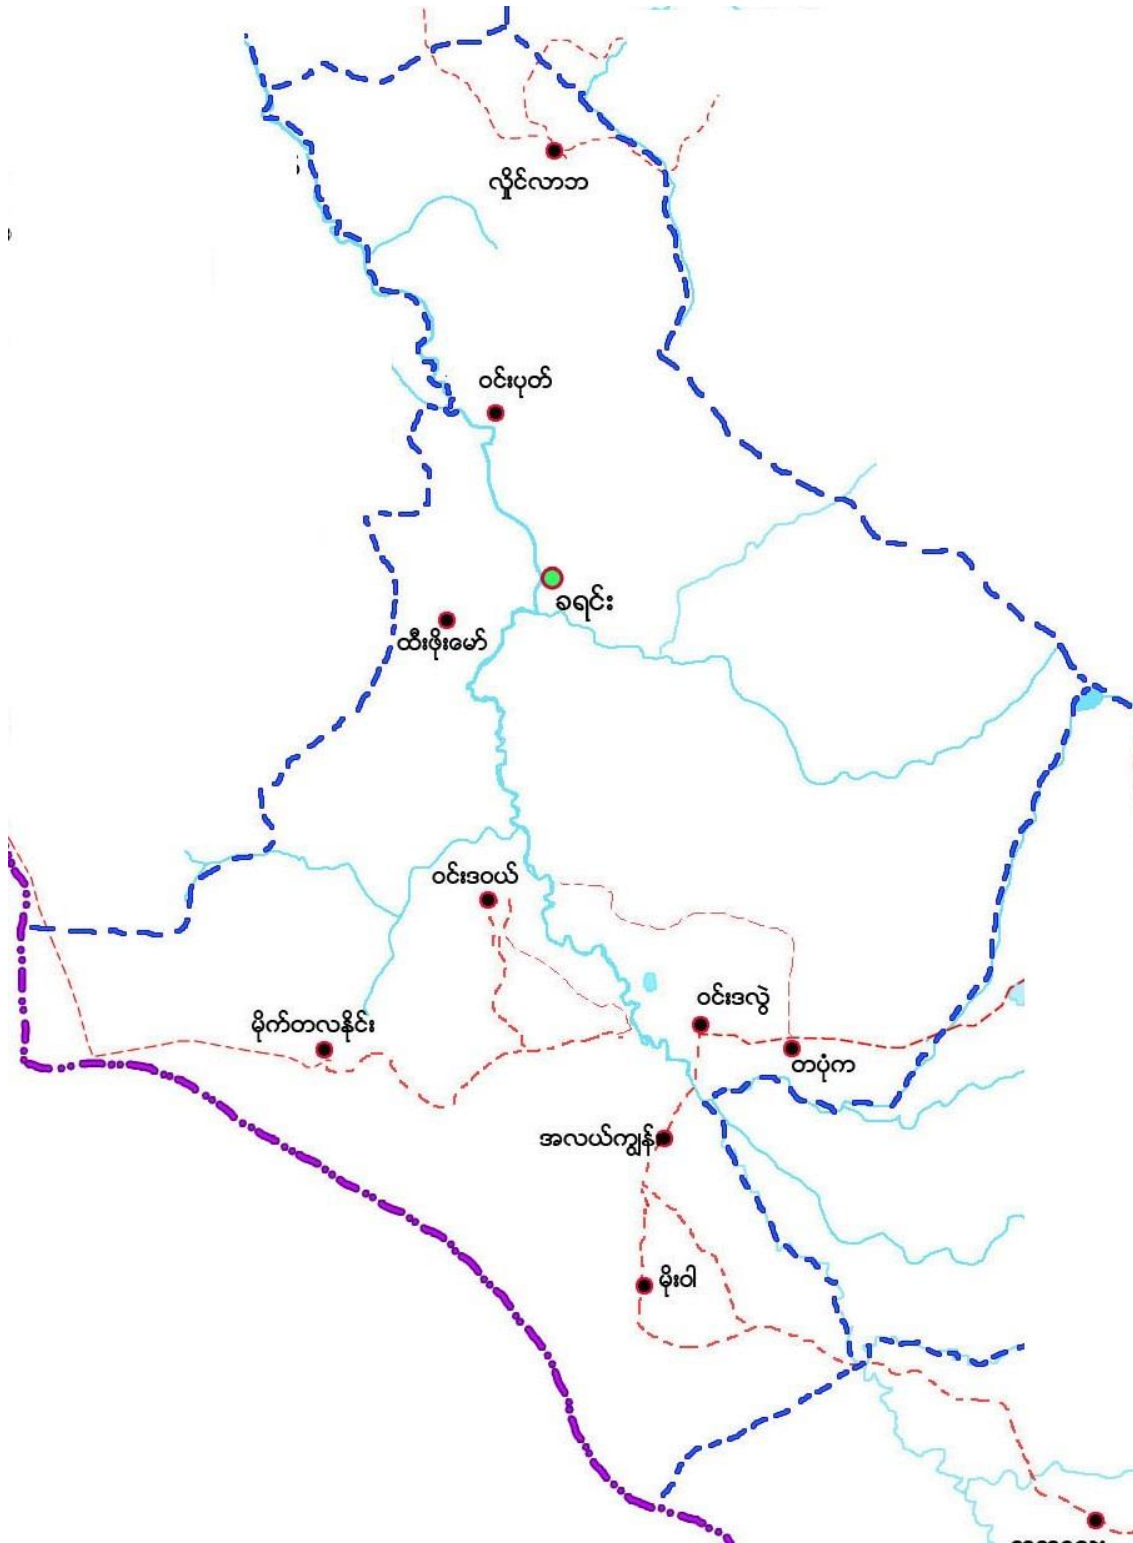 လှိုင်လာဘ
ဝင်းပုတ်
ခရင်း
ထီးဖိုးမော်
ဝင်းဒဝယ်
ဝင်းဒလွဲ
မိုက်တလနိုင်း
တပုံက
အလယ်ကျွန်
မိုးဝါ